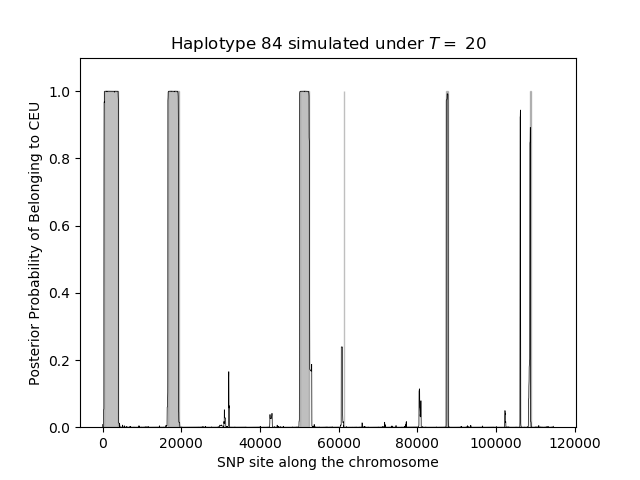 Haplotype 84 simulated under T = 20
Posterior Probability of Belonging to CEU
1.0
0.8
0.6
0.4
0.2
0.0
0 20000 40000 60000 80000 100000 120000
SNP site along the chromosome